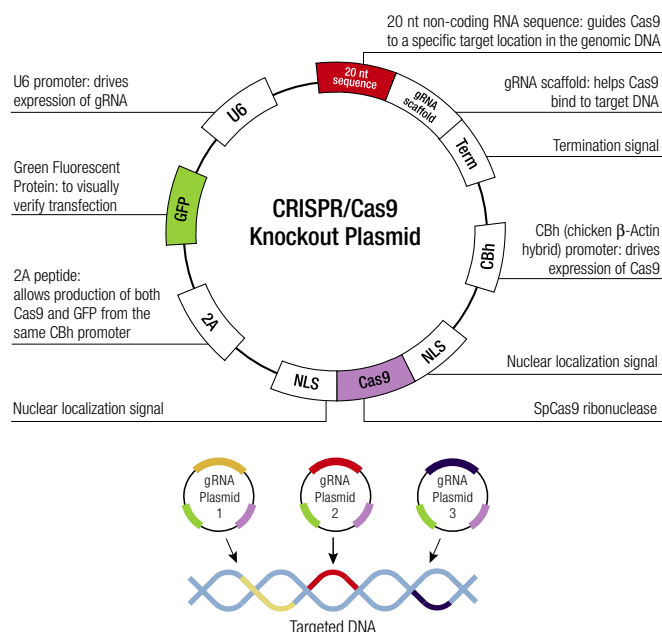 20 nt non-coding RNA sequence: guides Cas9
to a specific target location in the genomic DNA
U6 promoter: drives
expression of gRNA
gRNA scaffold: helps Cas9
bind to target DNA
Termination signal
Green Fluorescent
Protein: to visually
verify transfection
CBh (chicken β-Actin
hybrid) promoter: drives
expression of Cas9
2A peptide:
allows production of both
Cas9 and GFP from the
same CBh promoter
Nuclear localization signal
Nuclear localization signal
SpCas9 ribonuclease
20 nt
sequence
gRNA
scaffold
Term
CBh
NLS
Cas9
NLS
2A
GFP
U6
CRISPR/Cas9
Knockout Plasmid
gRNA
Plasmid
1
gRNA
Plasmid
2
gRNA
Plasmid
3
Targeted DNA